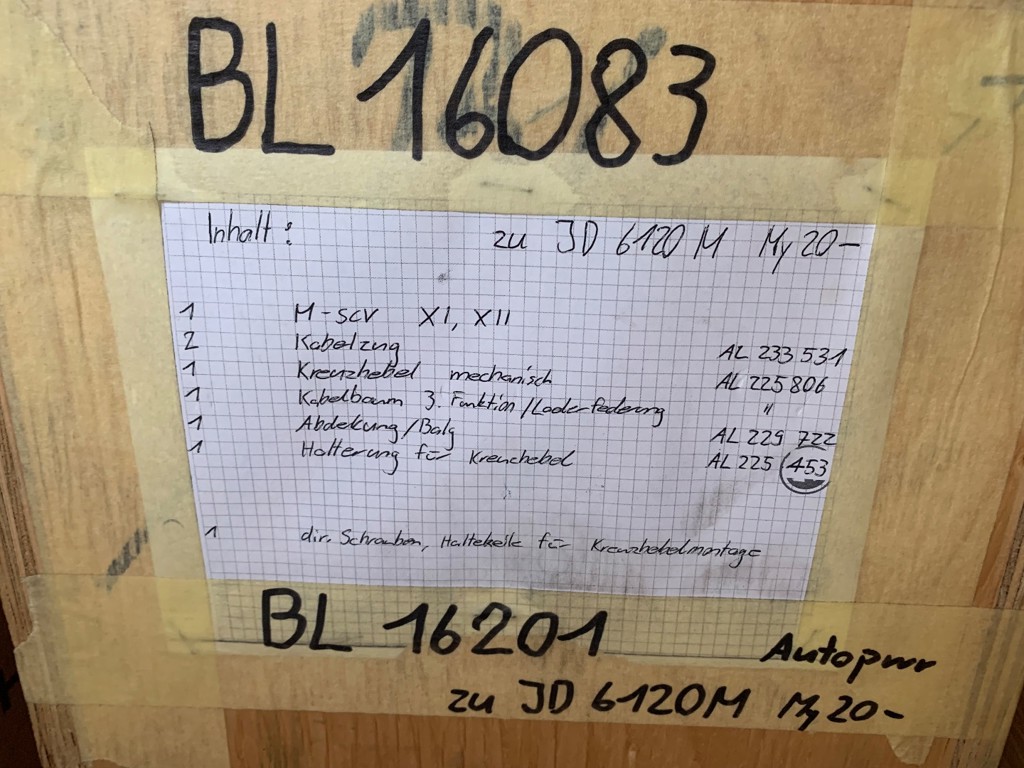 BL 16083
Inhalt : zu JD 6120 M My 20-
1 M-SCV XI, XII
2 Kabelzug AL 233 531
1 Kreuzhebel mechanisch AL 225 806
1 Kabelbaum 3. Funktion/Laderfederung "
1 Abdekung/Balg AL 229 722
1 Halterung für Kreuzhebel AL 225 453
1 div. Schrauben, Haltekeile für Kreuzhebelmontage
BL 16201
Autopwr
zu JD 6120M My 20-